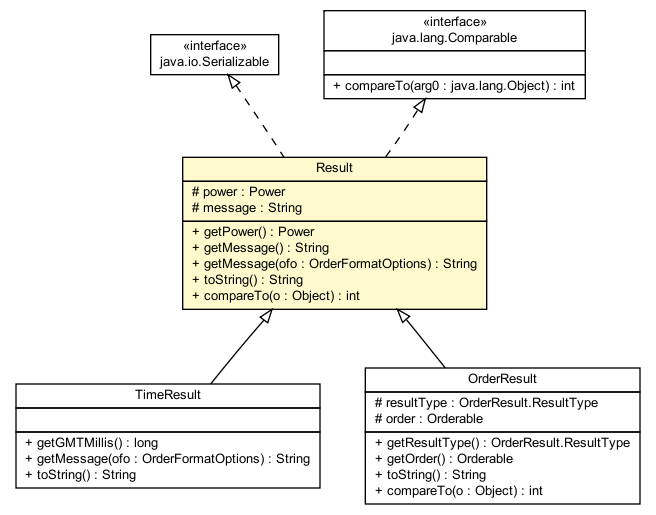 «interface»
java.io.Serializable
«interface»
java.lang.Comparable
+ compareTo(arg0 : java.lang.Object) : int
Result
# power : Power
# message : String
+ getPower() : Power
+ getMessage() : String
+ getMessage(ofo : OrderFormatOptions) : String
+ toString() : String
+ compareTo(o : Object) : int
TimeResult
+ getGMTMillis() : long
+ getMessage(ofo : OrderFormatOptions) : String
+ toString() : String
OrderResult
# resultType : OrderResult.ResultType
# order : Orderable
+ getResultType() : OrderResult.ResultType
+ getOrder() : Orderable
+ toString() : String
+ compareTo(o : Object) : int